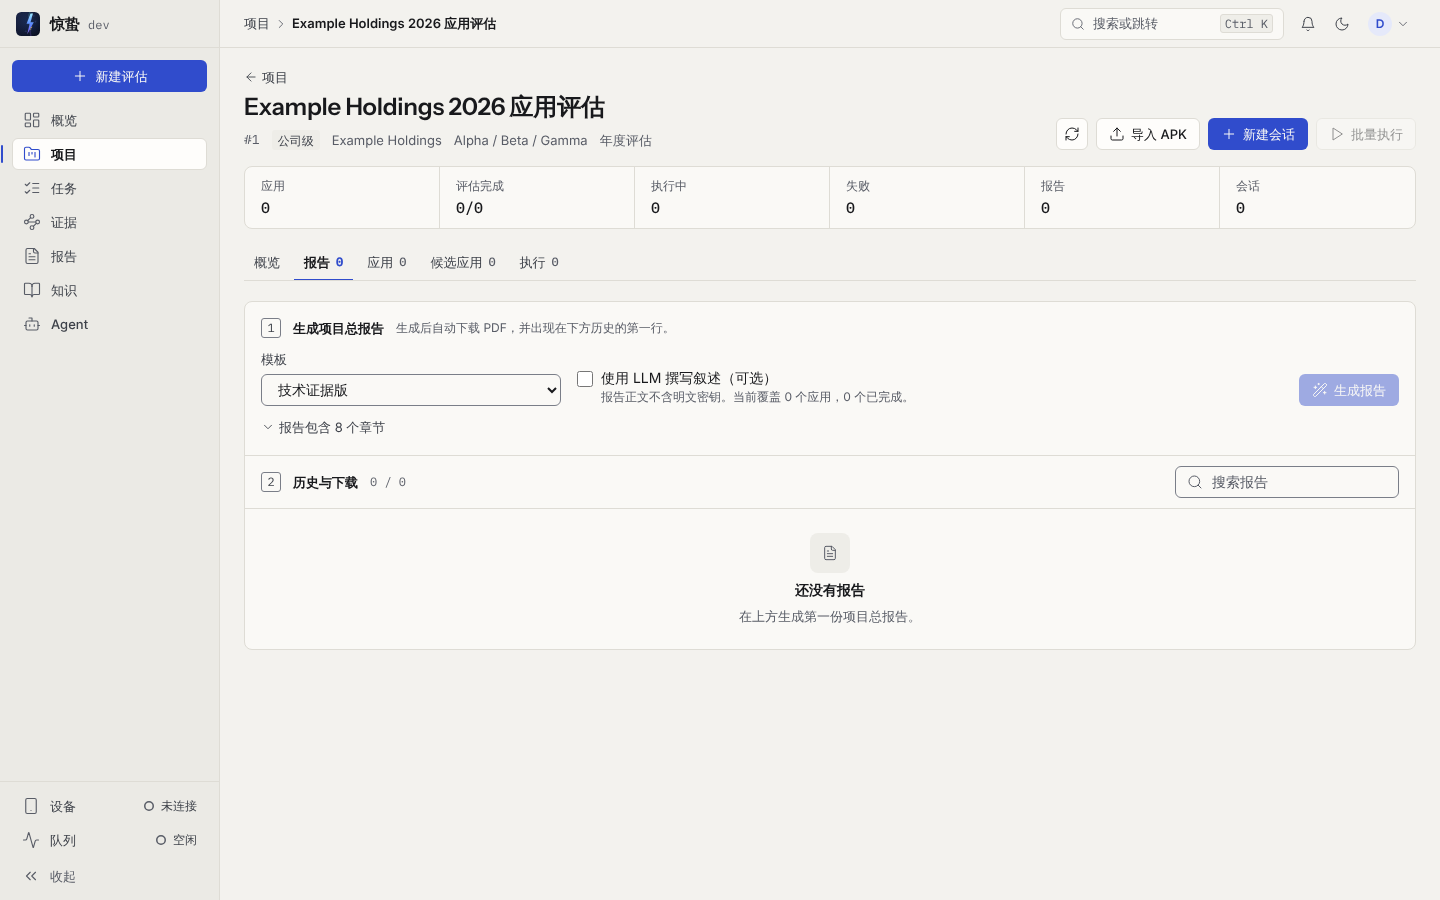 惊蛰 dev
项目 > Example Holdings 2026 应用评估
搜索或跳转 Ctrl K
D
新建评估
概览
项目
任务
证据
报告
知识
Agent
设备 未连接
队列 空闲
收起
项目
Example Holdings 2026 应用评估
#1 公司级 Example Holdings Alpha / Beta / Gamma 年度评估
导入 APK
新建会话
批量执行
应用 评估完成 执行中 失败 报告 会话
0 0/0 0 0 0 0
概览 报告 0 应用 0 候选应用 0 执行 0
1 生成项目总报告 生成后自动下载 PDF，并出现在下方历史的第一行。
模板
技术证据版
使用 LLM 撰写叙述（可选）
报告正文不含明文密钥。当前覆盖 0 个应用，0 个已完成。
生成报告
报告包含 8 个章节
2 历史与下载 0 / 0
搜索报告
还没有报告
在上方生成第一份项目总报告。